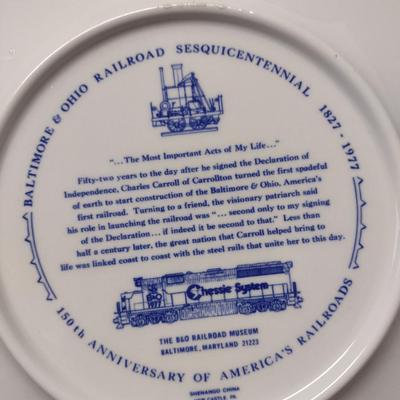 BALTIMORE & OHIO RAILROAD SESQUICENTENNIAL 1827-1977
"...The Most Important Acts of My Life..."
Fifty-two years to the day after he signed the Declaration of
Independence, Charles Carroll of Carrollton turned the first spadeful
of earth to start construction of the Baltimore & Ohio, America's
first railroad. Turning to a friend, the visionary patriarch said
his role in launching the railroad was "... second only to my signing
of the Declaration... if indeed it be second to that." Less than
half a century later, the great nation that Carroll helped bring to
life was linked coast to coast with the steel rails that unite her to this day.
Chessie System
THE B&O RAILROAD MUSEUM
BALTIMORE, MARYLAND 21223
150th ANNIVERSARY OF AMERICA'S RAILROADS
SHENANGO CHINA
NEW CASTLE, PA.